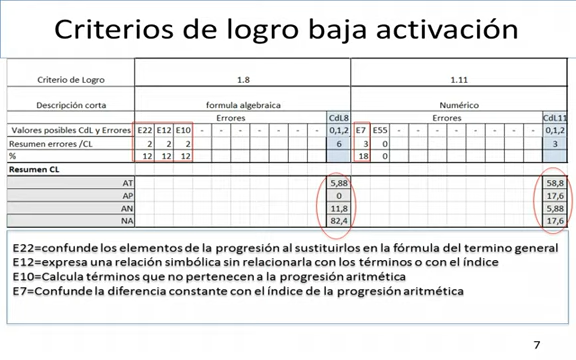 Criterios de logro baja activación
Criterio de Logro 1.8 1.11
Descripción corta formula algebraica Numérico
Errores CdL8 Errores CdL11
Valores posibles CdL y Errores E22 E12 E10 - - - - - - 0,1,2 E7 E55 - - - - - - - 0,1,2
Resumen errores /CL 2 2 2 6 3 0 3
% 12 12 12 18 0
Resumen CL
AT 5,88 58,8
AP 0 17,6
AN 11,8 5,88
NA 82,4 17,6
E22=confunde los elementos de la progresión al sustituirlos en la fórmula del termino general
E12=expresa una relación simbólica sin relacionarla con los términos o con el índice
E10=Calcula términos que no pertenecen a la progresión aritmética
E7=Confunde la diferencia constante con el índice de la progresión aritmética
7